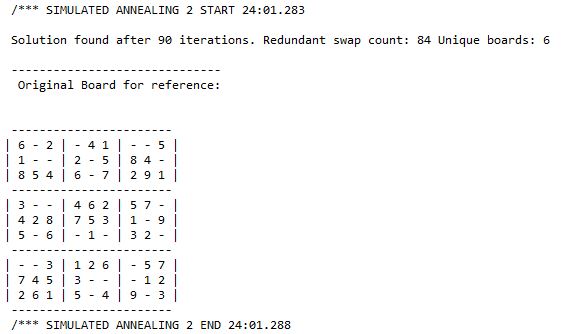 /*** SIMULATED ANNEALING 2 START 24:01.283
Solution found after 90 iterations. Redundant swap count: 84 Unique boards: 6
------------------------------
Original Board for reference:
-----------------------
| 6 - 2 | - 4 1 | - - 5 |
| 1 - - | 2 - 5 | 8 4 - |
| 8 5 4 | 6 - 7 | 2 9 1 |
-----------------------
| 3 - - | 4 6 2 | 5 7 - |
| 4 2 8 | 7 5 3 | 1 - 9 |
| 5 - 6 | - 1 - | 3 2 - |
-----------------------
| - - 3 | 1 2 6 | - 5 7 |
| 7 4 5 | 3 - - | - 1 2 |
| 2 6 1 | 5 - 4 | 9 - 3 |
-----------------------
/*** SIMULATED ANNEALING 2 END 24:01.288